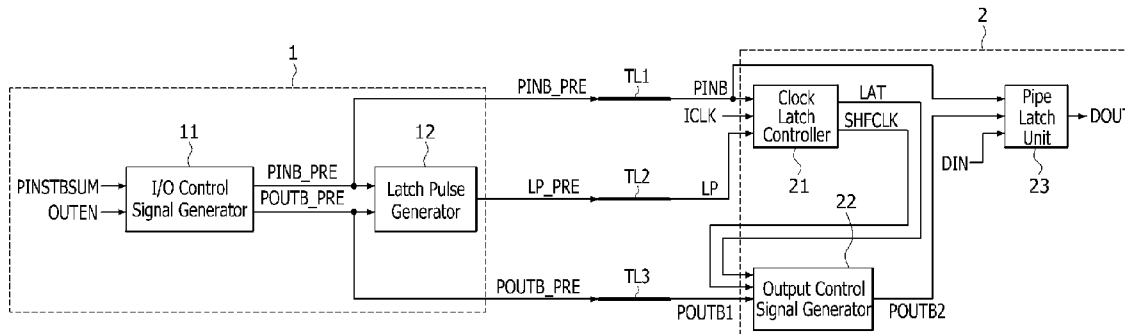 1
2
PINB_PRE
TL1
PINB
ICLK
Clock
Latch
Controller
21
LAT
SHFCLK
Pipe
Latch
Unit
23
DOUT
DIN
11
12
PINSTBSUM
OUTEN
I/O Control
Signal Generator
PINB_PRE
POUTB_PRE
Latch Pulse
Generator
LP_PRE
TL2
LP
22
POUTB_PRE
TL3
POUTB1
Output Control
Signal Generator
POUTB2